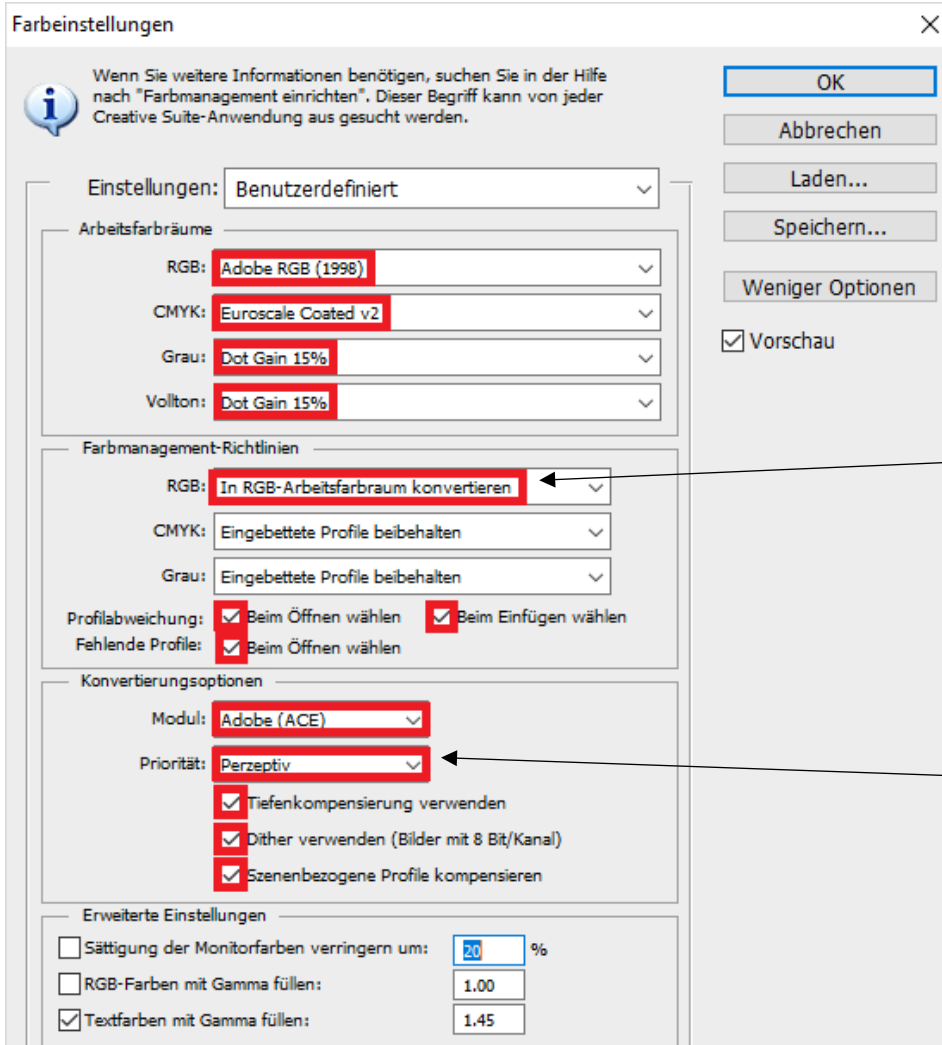 Farbeinstellungen
Wenn Sie weitere Informationen benötigen, suchen Sie in der Hilfe
nach "Farbmanagement einrichten". Dieser Begriff kann von jeder
Creative Suite-Anwendung aus gesucht werden.
OK
Abbrechen
Laden...
Speichern...
Weniger Optionen
Vorschau
Einstellungen: Benutzerdefiniert
Arbeitsfarbräume
RGB: Adobe RGB (1998)
CMYK: Euroscale Coated v2
Grau: Dot Gain 15%
Vollton: Dot Gain 15%
Farbmanagement-Richtlinien
RGB: In RGB-Arbeitsfarbraum konvertieren
CMYK: Eingebettete Profile beibehalten
Grau: Eingebettete Profile beibehalten
Profilabweichung: Beim Öffnen wählen Beim Einfügen wählen
Fehlende Profile: Beim Öffnen wählen
Konvertierungsoptionen
Modul: Adobe (ACE)
Priorität: Perzeptiv
Tiefenkompensierung verwenden
Dither verwenden (Bilder mit 8 Bit/Kanal)
Szenenbezogene Profile kompensieren
Erweiterte Einstellungen
Sättigung der Monitorfarben verringern um: 20 %
RGB-Farben mit Gamma füllen: 1.00
Textfarben mit Gamma füllen: 1.45